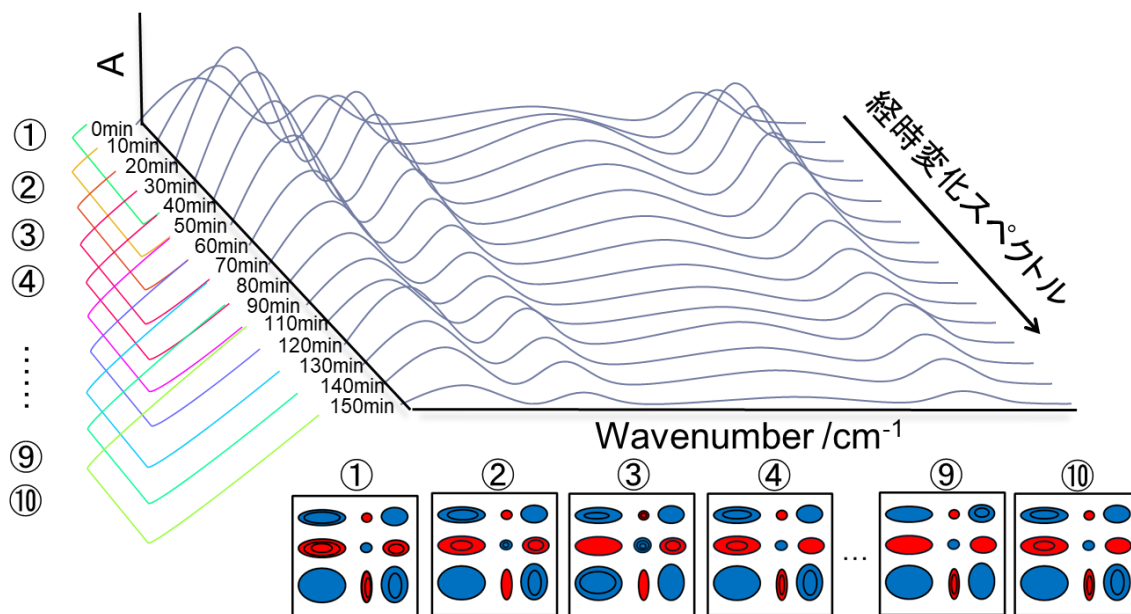 A
0min
10min
20min
30min
40min
50min
60min
70min
80min
90min
110min
120min
130min
140min
150min
①
②
③
④
……
⑨
⑩
経時変化スペクトル
Wavenumber /cm-1
① ② ③ ④ ⑨ ⑩
…